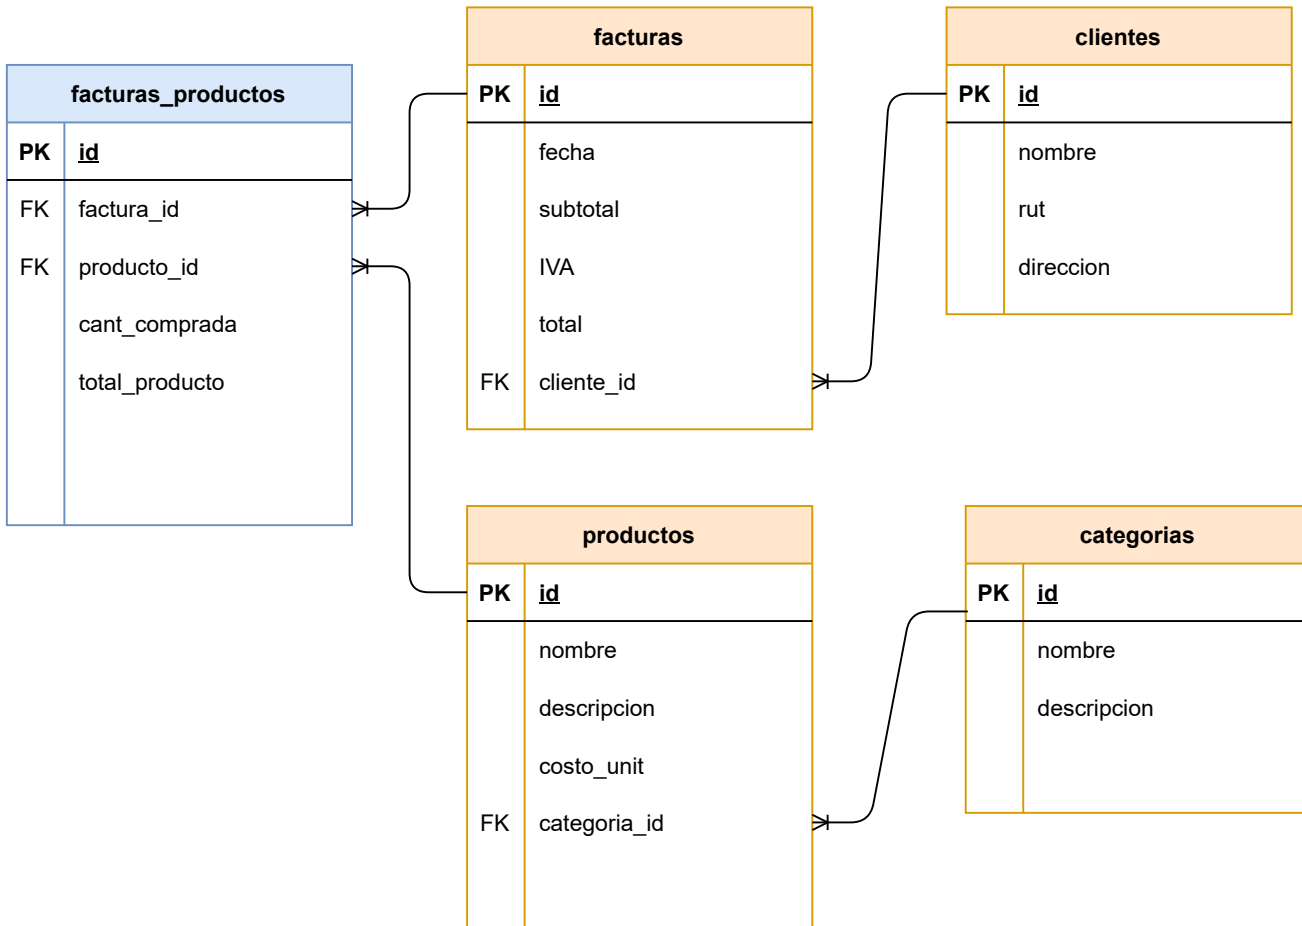 facturas_productos
PK id
FK factura_id
FK producto_id
cant_comprada
total_producto
facturas
PK id
fecha
subtotal
IVA
total
FK cliente_id
clientes
PK id
nombre
rut
direccion
productos
PK id
nombre
descripcion
costo_unit
FK categoria_id
categorias
PK id
nombre
descripcion